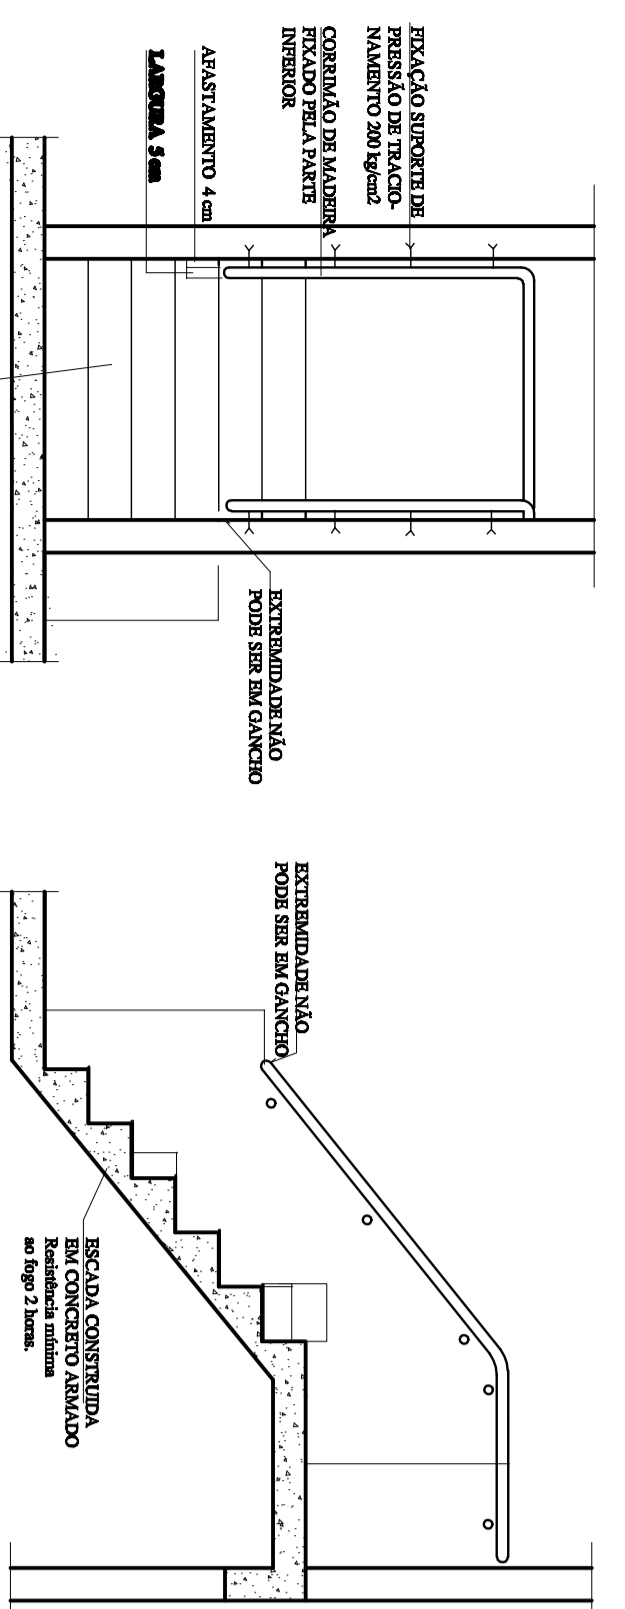 FIXAÇÃO SUPORTE DE
PRESSÃO DE TRACIO-
NAMENTO 200 kg/cm2
CORRIMÃO DE MADEIRA
FIXADO PELA PARTE
INFERIOR
AFASTAMENTO 4 cm
LARGURA 5 cm
EXTREMIDADE NÃO
PODE SER EM GANCHO
EXTREMIDADE NÃO
PODE SER EM GANCHO
ESCADA CONSTRUIDA
EM CONCRETO ARMADO
Resistência mínima
ao fogo 2 horas.